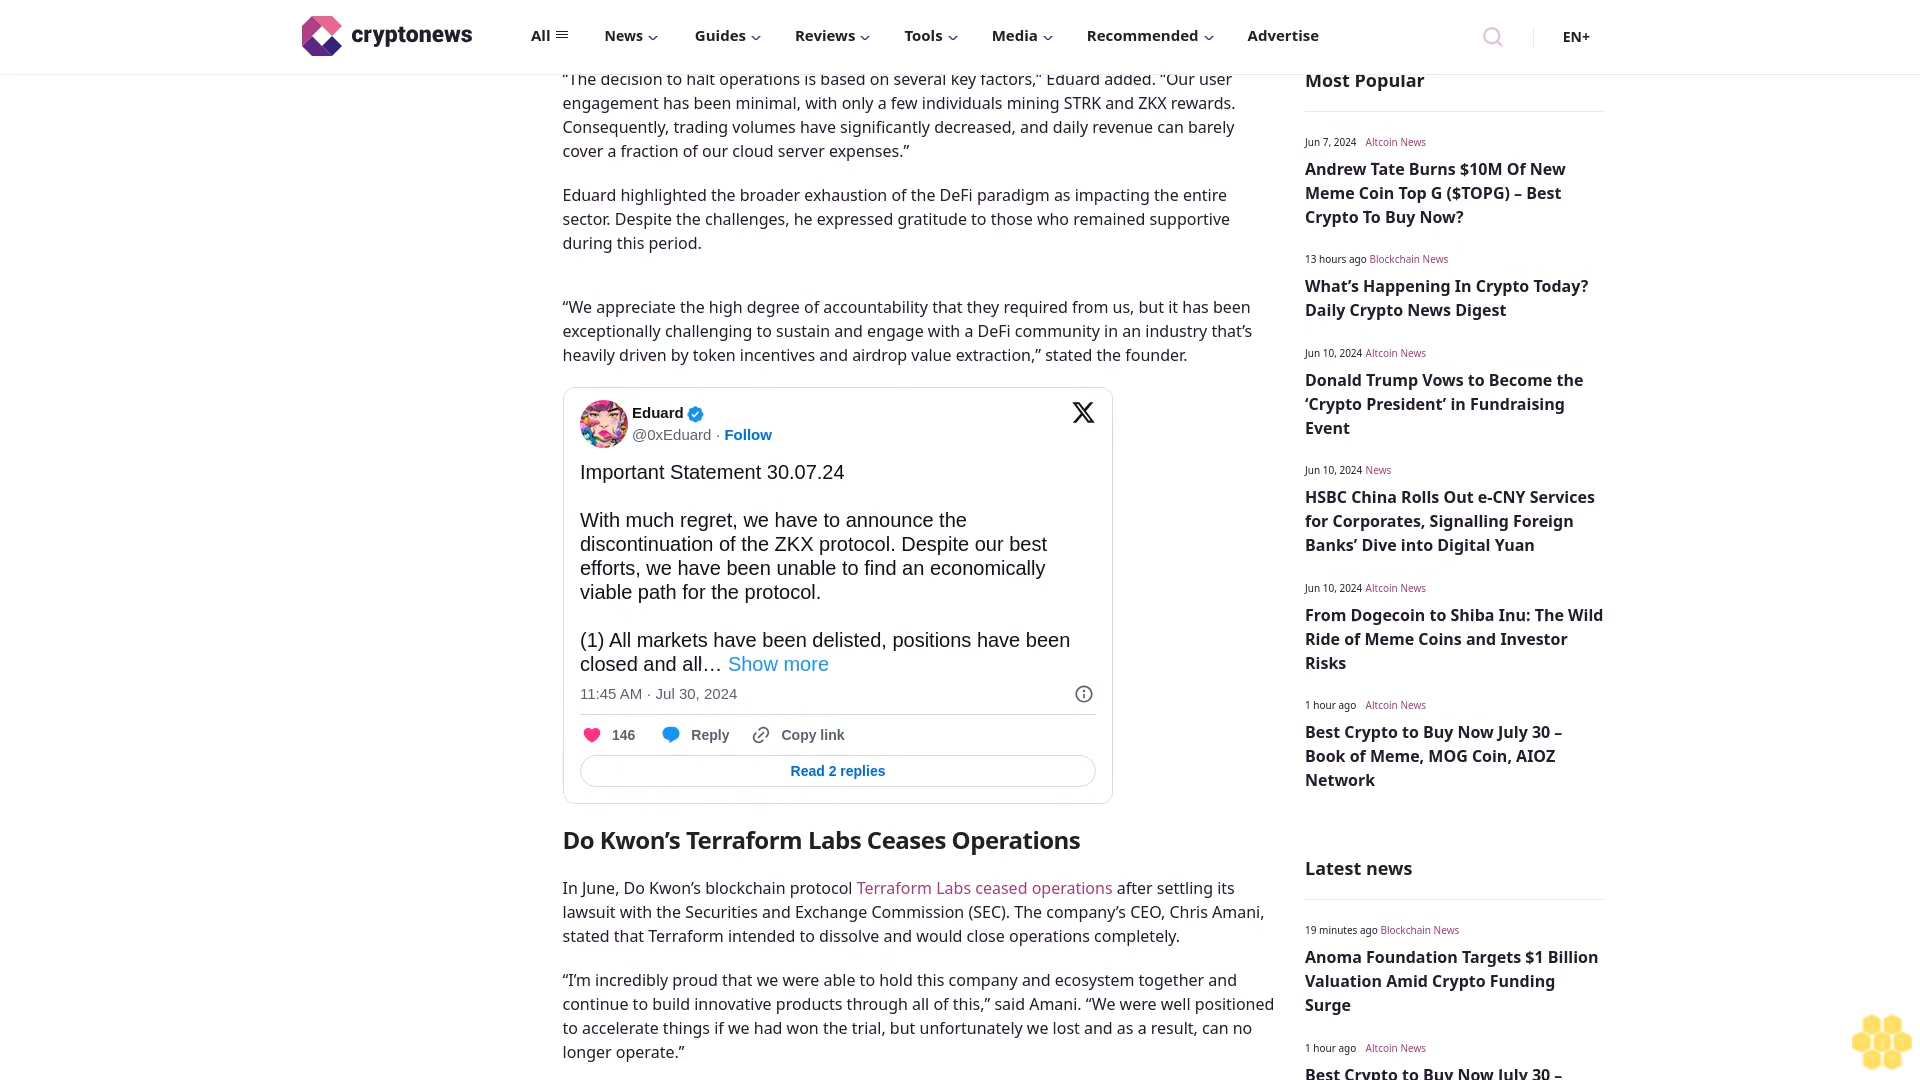 cryptonews
All
News
Guides
Reviews
Tools
Media
Recommended
Advertise
EN+
“The decision to halt operations is based on several key factors,” Eduard added. “Our user
engagement has been minimal, with only a few individuals mining STRK and ZKX rewards.
Consequently, trading volumes have significantly decreased, and daily revenue can barely
cover a fraction of our cloud server expenses.”
Eduard highlighted the broader exhaustion of the DeFi paradigm as impacting the entire
sector. Despite the challenges, he expressed gratitude to those who remained supportive
during this period.
“We appreciate the high degree of accountability that they required from us, but it has been
exceptionally challenging to sustain and engage with a DeFi community in an industry that’s
heavily driven by token incentives and airdrop value extraction,” stated the founder.
Eduard
@0xEduard · Follow
Important Statement 30.07.24
With much regret, we have to announce the
discontinuation of the ZKX protocol. Despite our best
efforts, we have been unable to find an economically
viable path for the protocol.
(1) All markets have been delisted, positions have been
closed and all… Show more
11:45 AM · Jul 30, 2024
146
Reply
Copy link
Read 2 replies
Do Kwon’s Terraform Labs Ceases Operations
In June, Do Kwon’s blockchain protocol Terraform Labs ceased operations after settling its
lawsuit with the Securities and Exchange Commission (SEC). The company’s CEO, Chris Amani,
stated that Terraform intended to dissolve and would close operations completely.
“I’m incredibly proud that we were able to hold this company and ecosystem together and
continue to build innovative products through all of this,” said Amani. “We were well positioned
to accelerate things if we had won the trial, but unfortunately we lost and as a result, can no
longer operate.”
Most Popular
Jun 7, 2024 Altcoin News
Andrew Tate Burns $10M Of New
Meme Coin Top G ($TOPG) – Best
Crypto To Buy Now?
13 hours ago Blockchain News
What’s Happening In Crypto Today?
Daily Crypto News Digest
Jun 10, 2024 Altcoin News
Donald Trump Vows to Become the
‘Crypto President’ in Fundraising
Event
Jun 10, 2024 News
HSBC China Rolls Out e-CNY Services
for Corporates, Signalling Foreign
Banks’ Dive into Digital Yuan
Jun 10, 2024 Altcoin News
From Dogecoin to Shiba Inu: The Wild
Ride of Meme Coins and Investor
Risks
1 hour ago Altcoin News
Best Crypto to Buy Now July 30 –
Book of Meme, MOG Coin, AIOZ
Network
Latest news
19 minutes ago Blockchain News
Anoma Foundation Targets $1 Billion
Valuation Amid Crypto Funding
Surge
1 hour ago Altcoin News
Best Crypto to Buy Now July 30 –